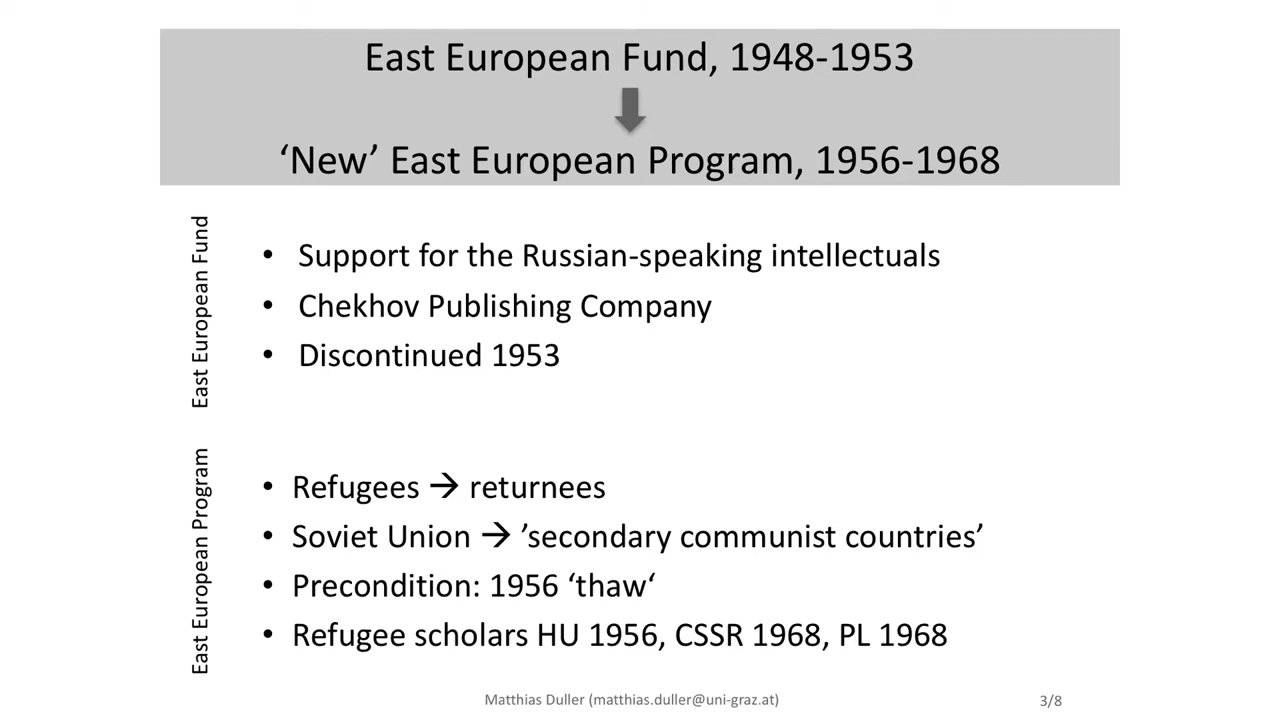 East European Fund, 1948-1953
‘New’ East European Program, 1956-1968
East European Fund
• Support for the Russian-speaking intellectuals
• Chekhov Publishing Company
• Discontinued 1953
East European Program
• Refugees → returnees
• Soviet Union → ’secondary communist countries’
• Precondition: 1956 ‘thaw‘
• Refugee scholars HU 1956, CSSR 1968, PL 1968
Matthias Duller (matthias.duller@uni-graz.at)
3/8